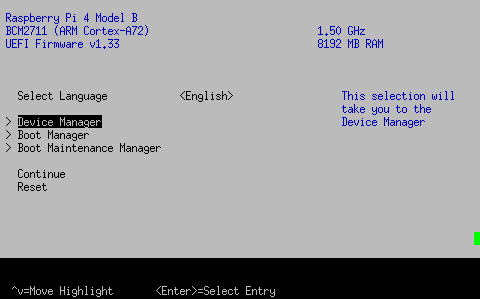 Raspberry Pi 4 Model B
BCM2711 (ARM Cortex-A72) 1.50 GHz
UEFI Firmware v1.33 8192 MB RAM
Select Language <English> This selection will
take you to the
> Device Manager Device Manager
> Boot Manager
> Boot Maintenance Manager
Continue
Reset
^v=Move Highlight <Enter>=Select Entry